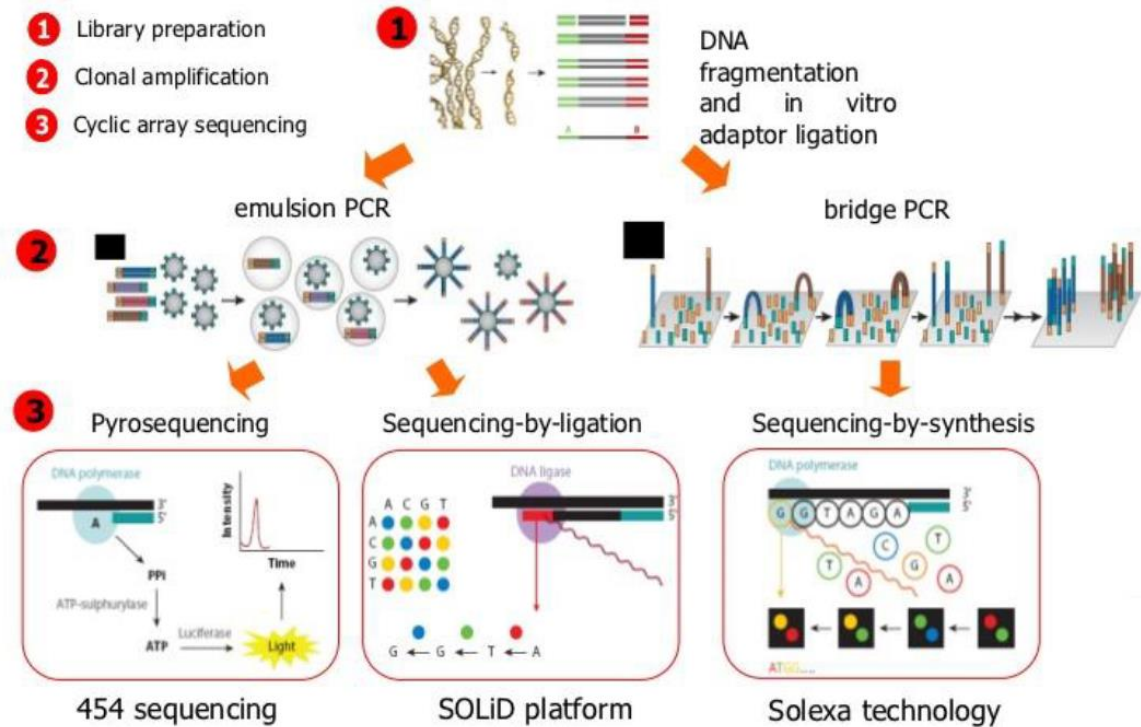 1 Library preparation
2 Clonal amplification
3 Cyclic array sequencing
1
DNA
fragmentation
and in vitro
adaptor ligation
A B
emulsion PCR
bridge PCR
2
3
Pyrosequencing
DNA polymerase
3'
5'
A
PPi
ATP-sulphurylase
ATP
Luciferase
Light
Intensity
Time
454 sequencing
Sequencing-by-ligation
DNA ligase
3'
5'
A C G T
A
C
G
T
G ← G ← T ← A
SOLiD platform
Sequencing-by-synthesis
DNA polymerase
3'
5'
G G T A G A
C T
T A G A
ATGG.....
Solexa technology